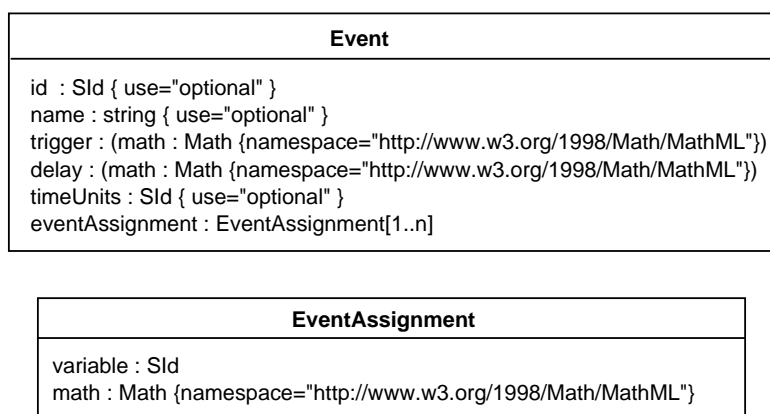 Event
id : SId { use="optional" }
name : string { use="optional" }
trigger : (math : Math {namespace="http://www.w3.org/1998/Math/MathML"})
delay : (math : Math {namespace="http://www.w3.org/1998/Math/MathML"})
timeUnits : SId { use="optional" }
eventAssignment : EventAssignment[1..n]
EventAssignment
variable : SId
math : Math {namespace="http://www.w3.org/1998/Math/MathML"}